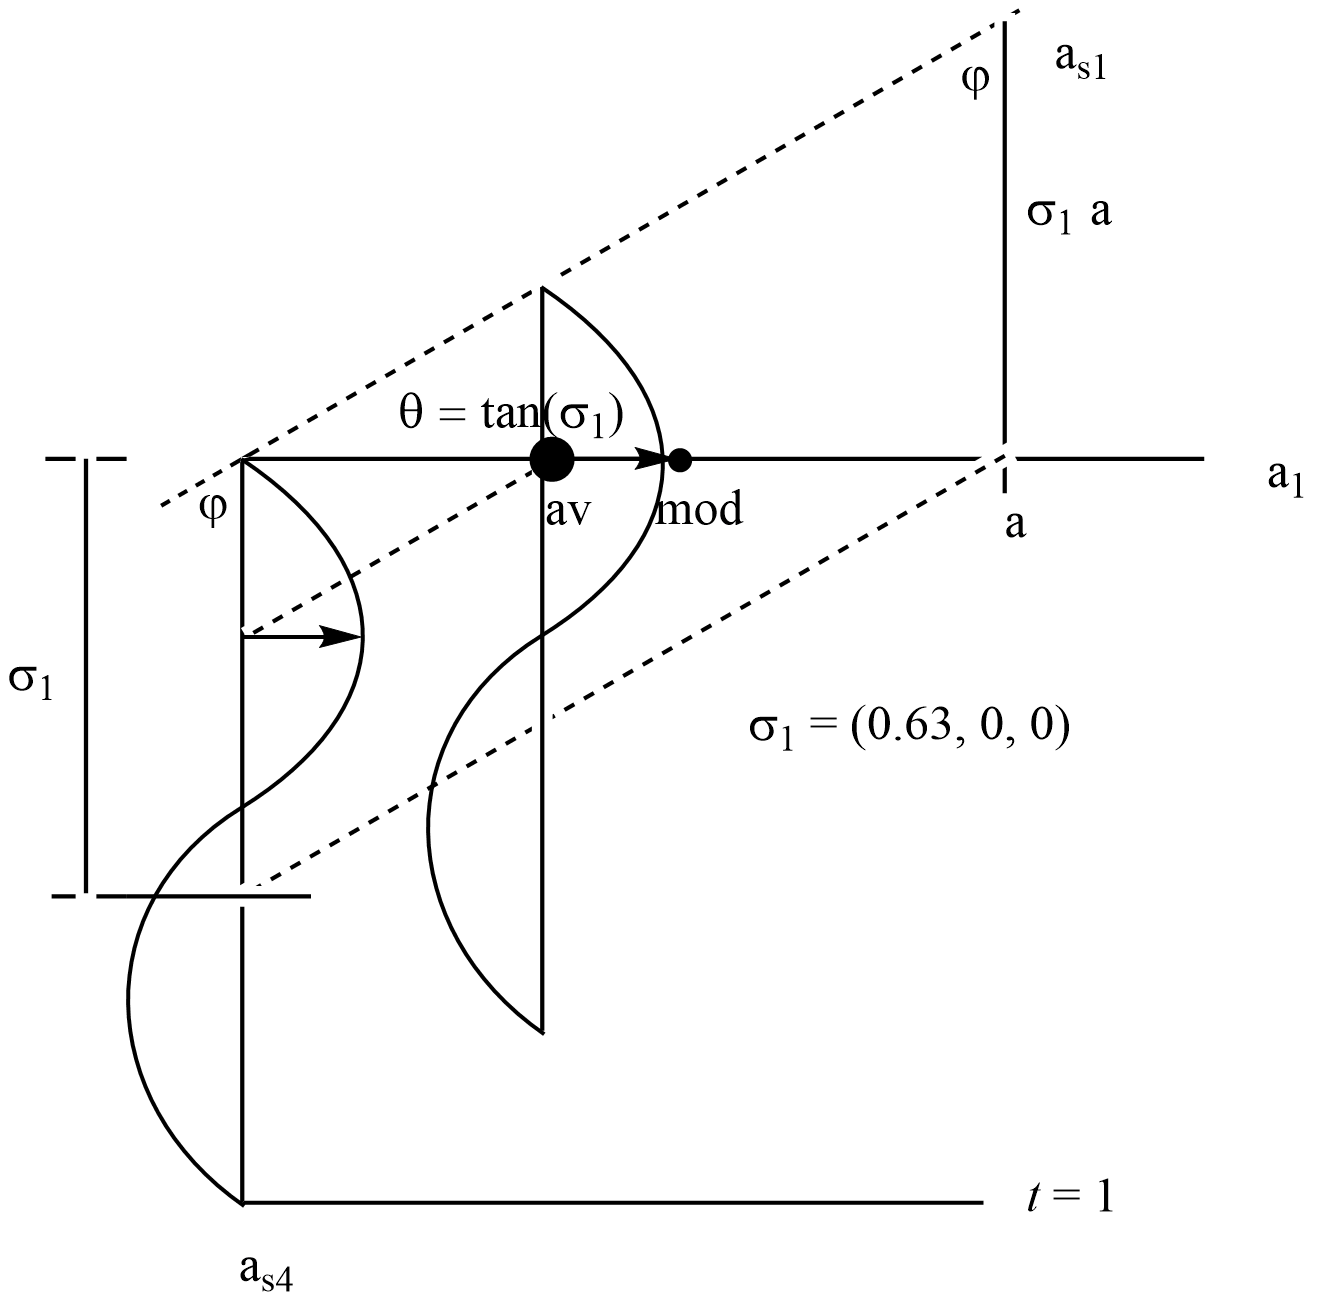 φ
a_s1
σ_1 a
θ = tan(σ_1)
a_1
φ
av
mod
a
σ_1
σ_1 = (0.63, 0, 0)
t = 1
a_s4